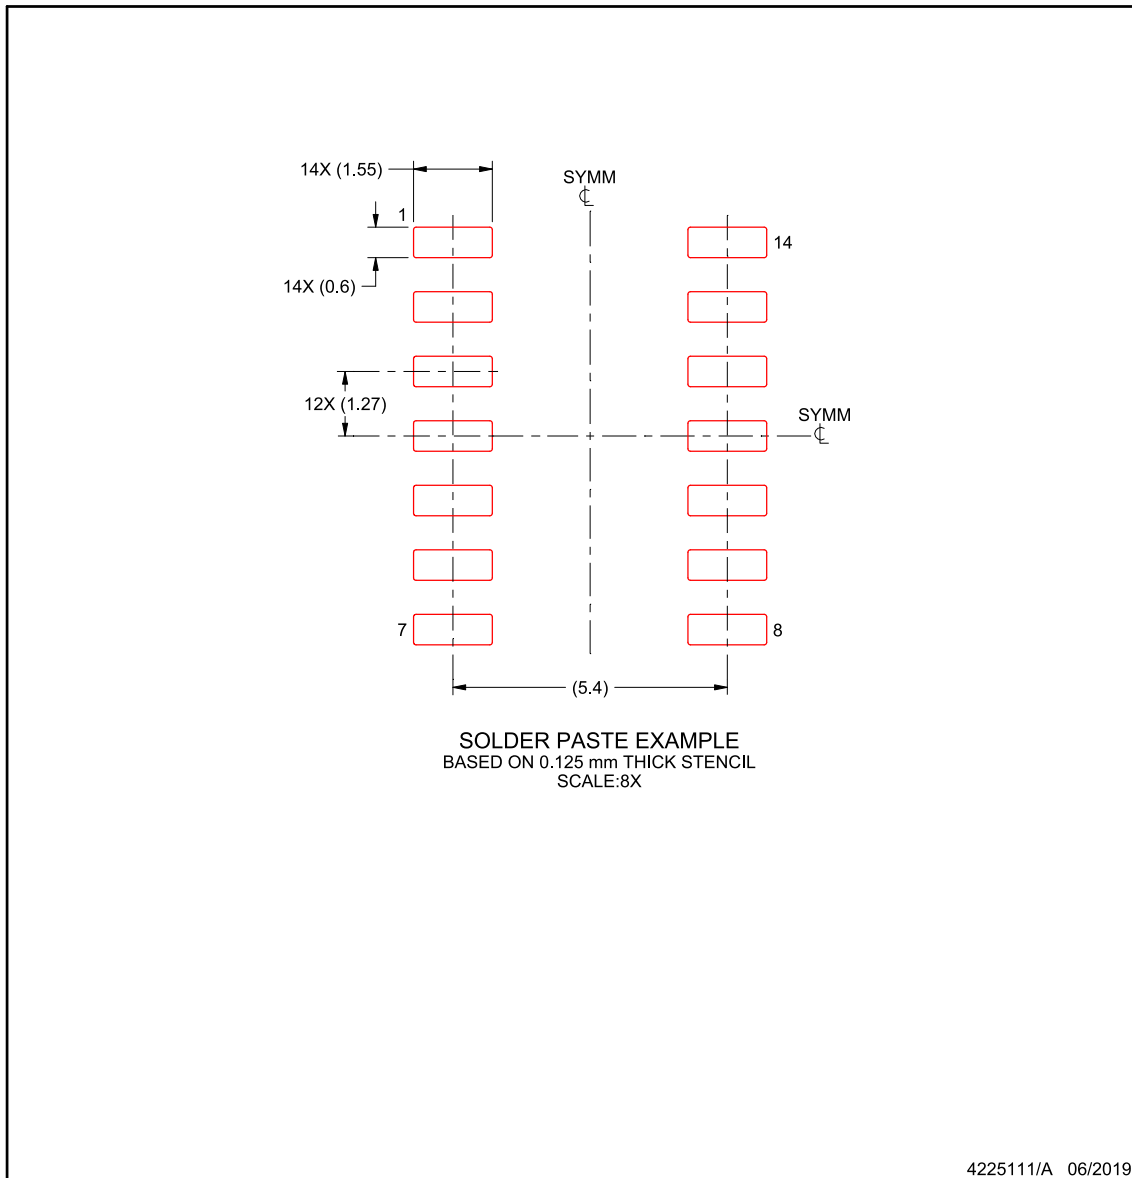 14X (1.55)
SYMM
1
14
14X (0.6)
12X (1.27)
SYMM
7
8
(5.4)
SOLDER PASTE EXAMPLE
BASED ON 0.125 mm THICK STENCIL
SCALE:8X
4225111/A 06/2019